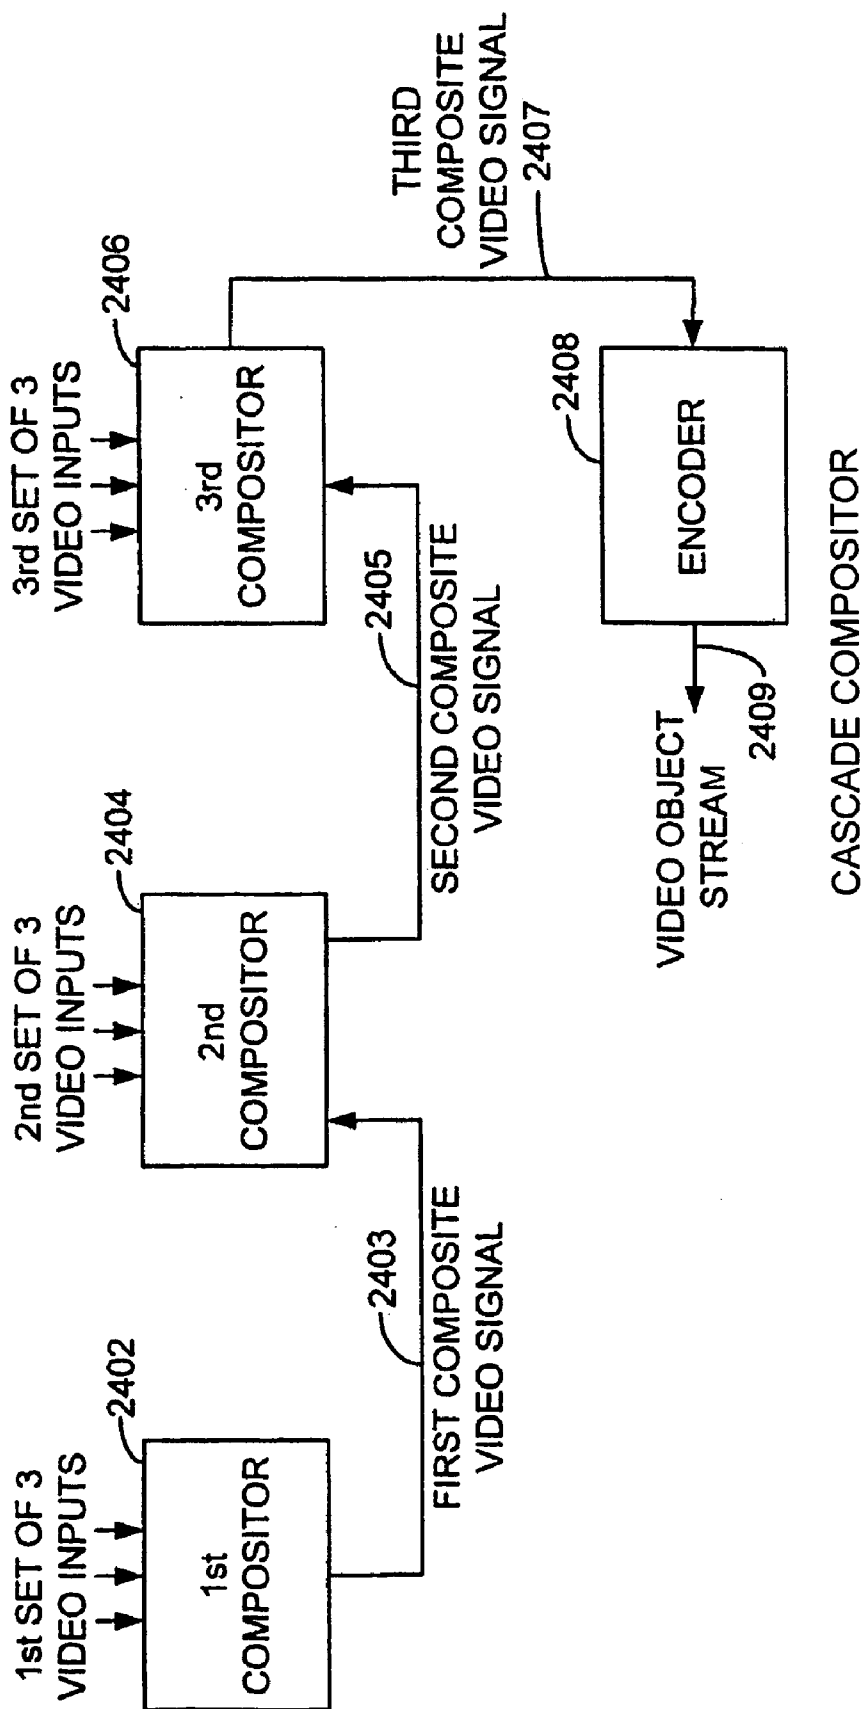 1st SET OF 3
VIDEO INPUTS
2402
1st
COMPOSITOR
FIRST COMPOSITE
VIDEO SIGNAL
2403
2nd SET OF 3
VIDEO INPUTS
2404
2nd
COMPOSITOR
SECOND COMPOSITE
VIDEO SIGNAL
2405
3rd SET OF 3
VIDEO INPUTS
2406
3rd
COMPOSITOR
THIRD
COMPOSITE
VIDEO SIGNAL
2407
2408
ENCODER
VIDEO OBJECT
STREAM
2409
CASCADE COMPOSITOR